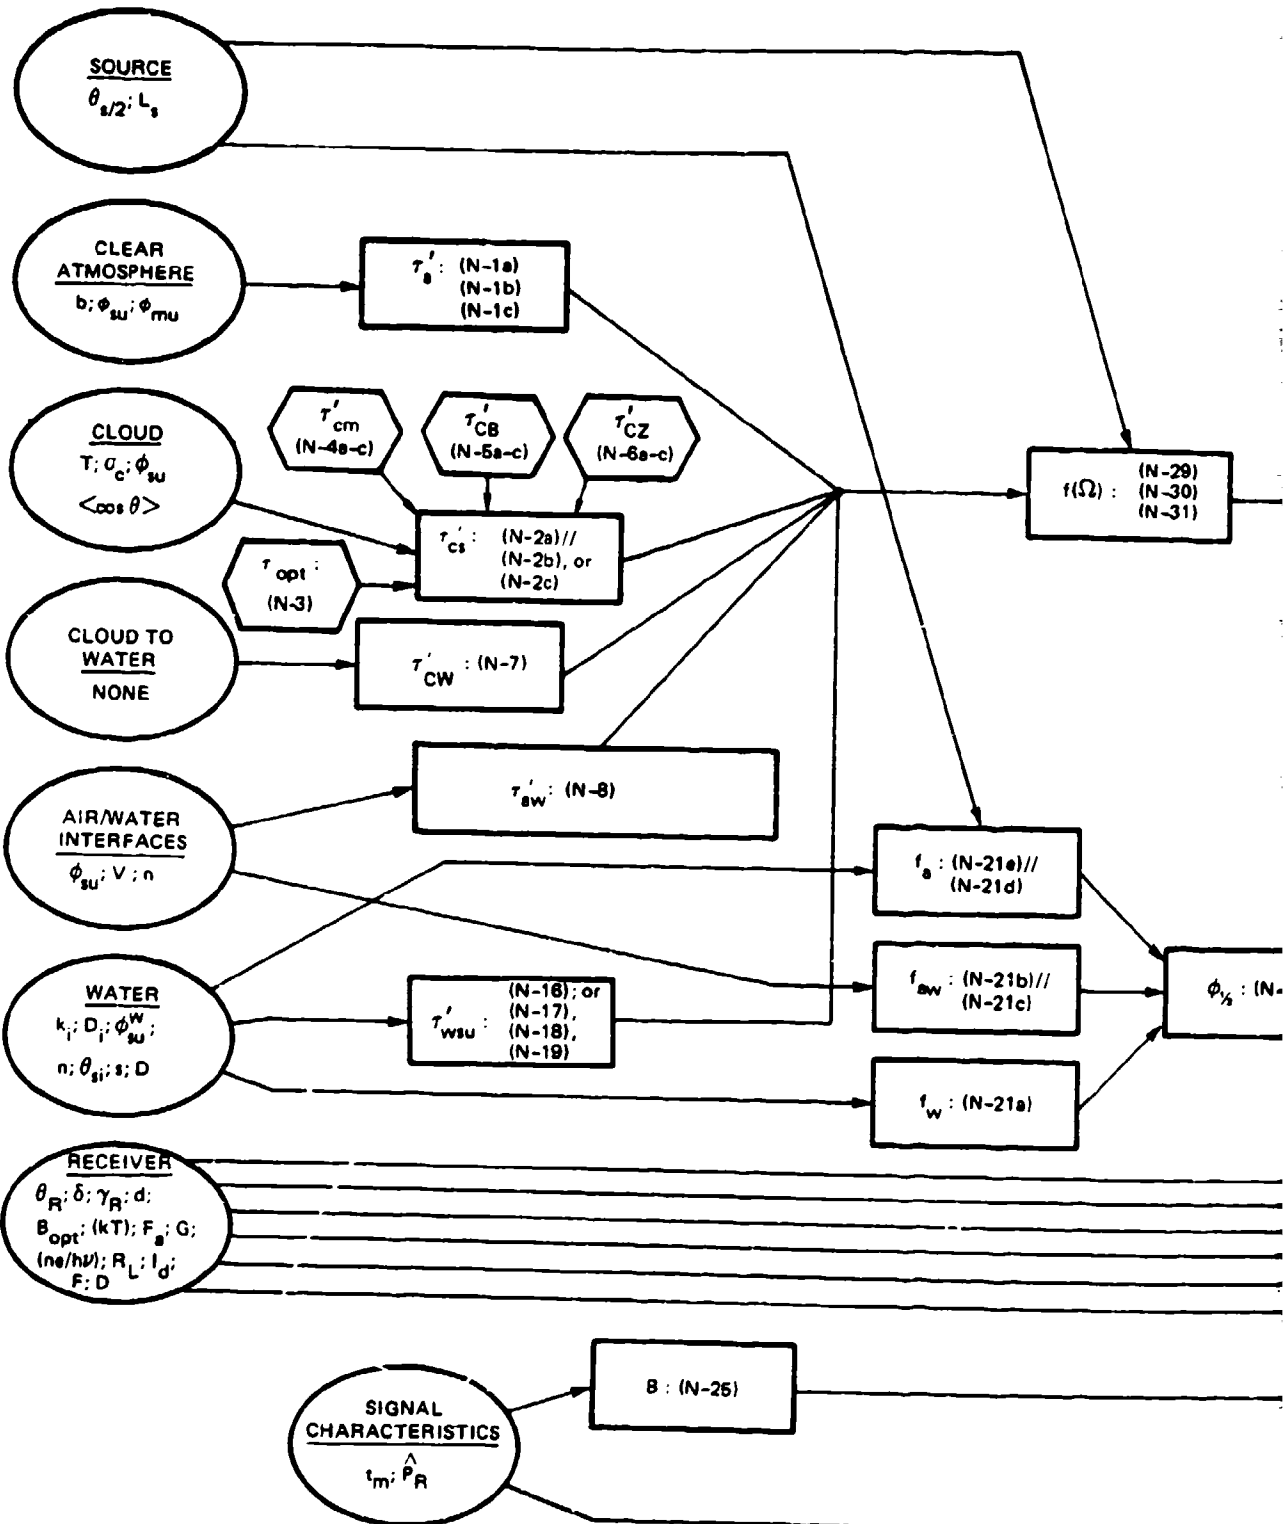 SOURCE
θs/2; Ls
CLEAR
ATMOSPHERE
b; ϕsu; ϕmu
τa′ : (N-1a)
(N-1b)
(N-1c)
CLOUD
T; σc; ϕsu
<cos θ>
τ′cm
(N-4a-c)
τ′CB
(N-5a-c)
τ′CZ
(N-6a-c)
τcs′ : (N-2a)//
(N-2b), or
(N-2c)
τopt :
(N-3)
f(Ω) : (N-29)
(N-30)
(N-31)
CLOUD TO
WATER
NONE
τ′CW : (N-7)
AIR/WATER
INTERFACES
ϕsu; V; n
τ′aw : (N-8)
fa : (N-21e)//
(N-21d)
faw : (N-21b)//
(N-21c)
fw : (N-21a)
ϕ½ : (N-
WATER
ki; Di; ϕsuW;
n; θsi; s; D
τ′wsu : (N-16); or
(N-17),
(N-18),
(N-19)
RECEIVER
θR; δ; γR; d;
Bopt; (kT); Fa; G;
(ne/hν); RL; Id;
F; D
SIGNAL
CHARACTERISTICS
tm; P̂R
B : (N-25)